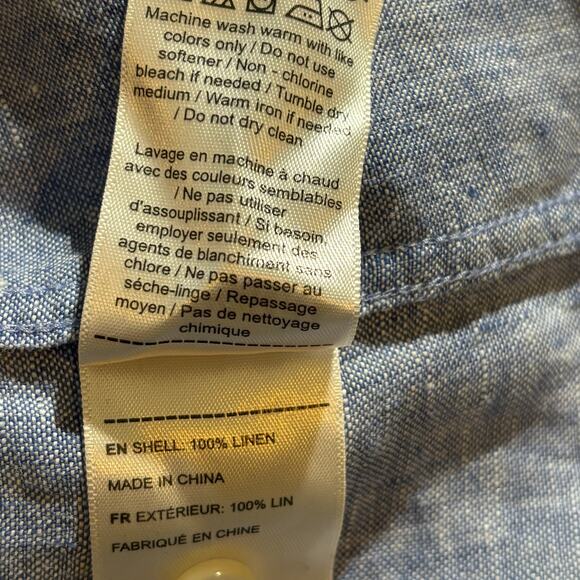 Machine wash warm with like
colors only / Do not use
softener / Non - chlorine
bleach if needed / Tumble dry
medium / Warm iron if needed
/ Do not dry clean
Lavage en machine à chaud
avec des couleurs semblables
/ Ne pas utiliser
d'assouplissant / Si besoin,
employer seulement des
agents de blanchiment sans
chlore / Ne pas passer au
séche-linge / Repassage
moyen / Pas de nettoyage
chimique
EN SHELL: 100% LINEN
MADE IN CHINA
FR EXTÉRIEUR: 100% LIN
FABRIQUÉ EN CHINE